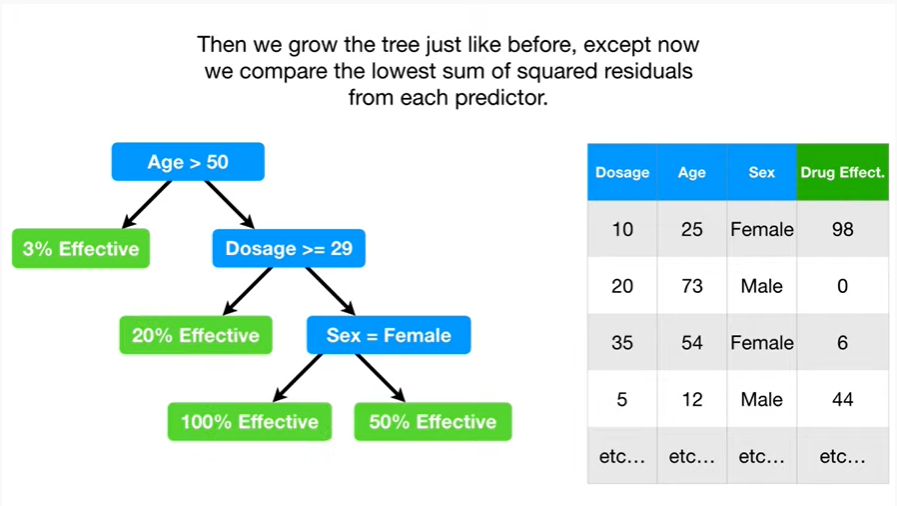 Then we grow the tree just like before, except now
we compare the lowest sum of squared residuals
from each predictor.
Age > 50
3% Effective
Dosage >= 29
20% Effective
Sex = Female
100% Effective
50% Effective
Dosage Age Sex Drug Effect.
10 25 Female 98
20 73 Male 0
35 54 Female 6
5 12 Male 44
etc... etc... etc... etc...